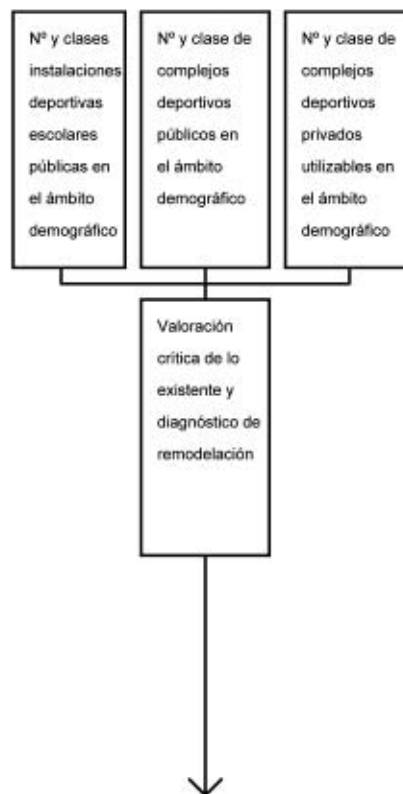 Nº y clases
instalaciones
deportivas
escolares
públicas en
el ámbito
demográfico
Nº y clase de
complejos
deportivos
públicos en
el ámbito
demográfico
Nº y clase de
complejos
deportivos
privados
utilizables en
el ámbito
demográfico
Valoración
crítica de lo
existente y
diagnóstico de
remodelación